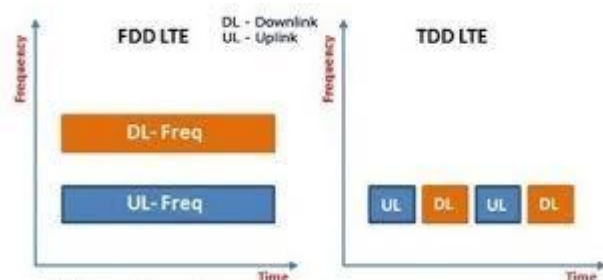 FDD LTE
DL - Downlink
UL - Uplink
TDD LTE
Frequency
DL- Freq
UL- Freq
Time
Frequency
UL DL UL DL
Time